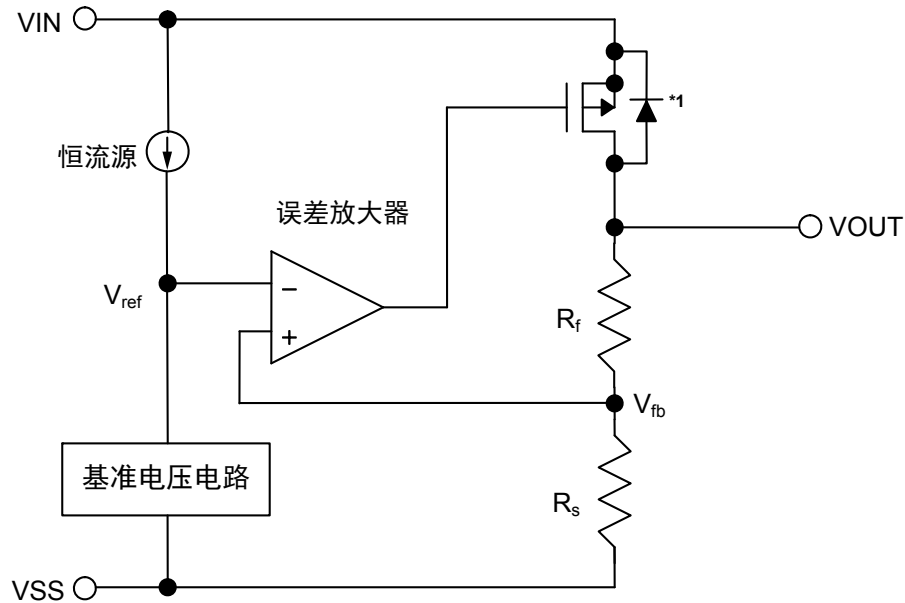 VIN
*1
恒流源
误差放大器
VOUT
Vref
−
+
Rf
Vfb
基准电压电路
Rs
VSS